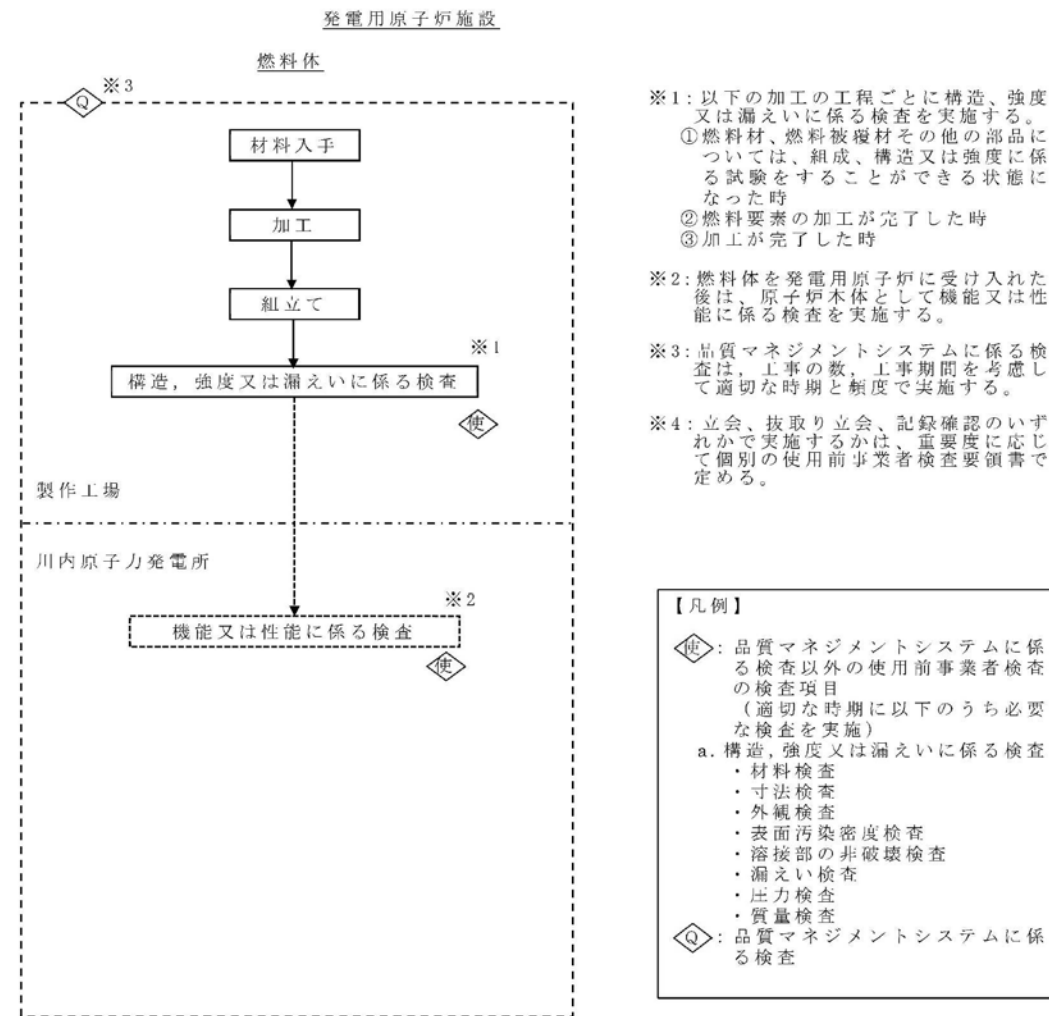 発電用原子炉施設
燃料体
※3
Q
材料入手
加工
組立て
※1
構造，強度又は漏えいに係る検査
使
製作工場
川内原子力発電所
※2
機能又は性能に係る検査
使
※1：以下の加工の工程ごとに構造、強度
又は漏えいに係る検査を実施する。
①燃料材、燃料被覆材その他の部品に
ついては、組成、構造又は強度に係
る試験をすることができる状態に
なった時
②燃料要素の加工が完了した時
③加工が完了した時
※2：燃料体を発電用原子炉に受け入れた
後は、原子炉本体として機能又は性
能に係る検査を実施する。
※3：品質マネジメントシステムに係る検
査は，工事の数，工事期間を考慮し
て適切な時期と頻度で実施する。
※4：立会、抜取り立会、記録確認のいず
れかで実施するかは、重要度に応じ
て個別の使用前事業者検査要領書で
定める。
【凡例】
使：品質マネジメントシステムに係
る検査以外の使用前事業者検査
の検査項目
（適切な時期に以下のうち必要
な検査を実施）
a.構造，強度又は漏えいに係る検査
・材料検査
・寸法検査
・外観検査
・表面汚染密度検査
・溶接部の非破壊検査
・漏えい検査
・圧力検査
・質量検査
Q：品質マネジメントシステムに係
る検査